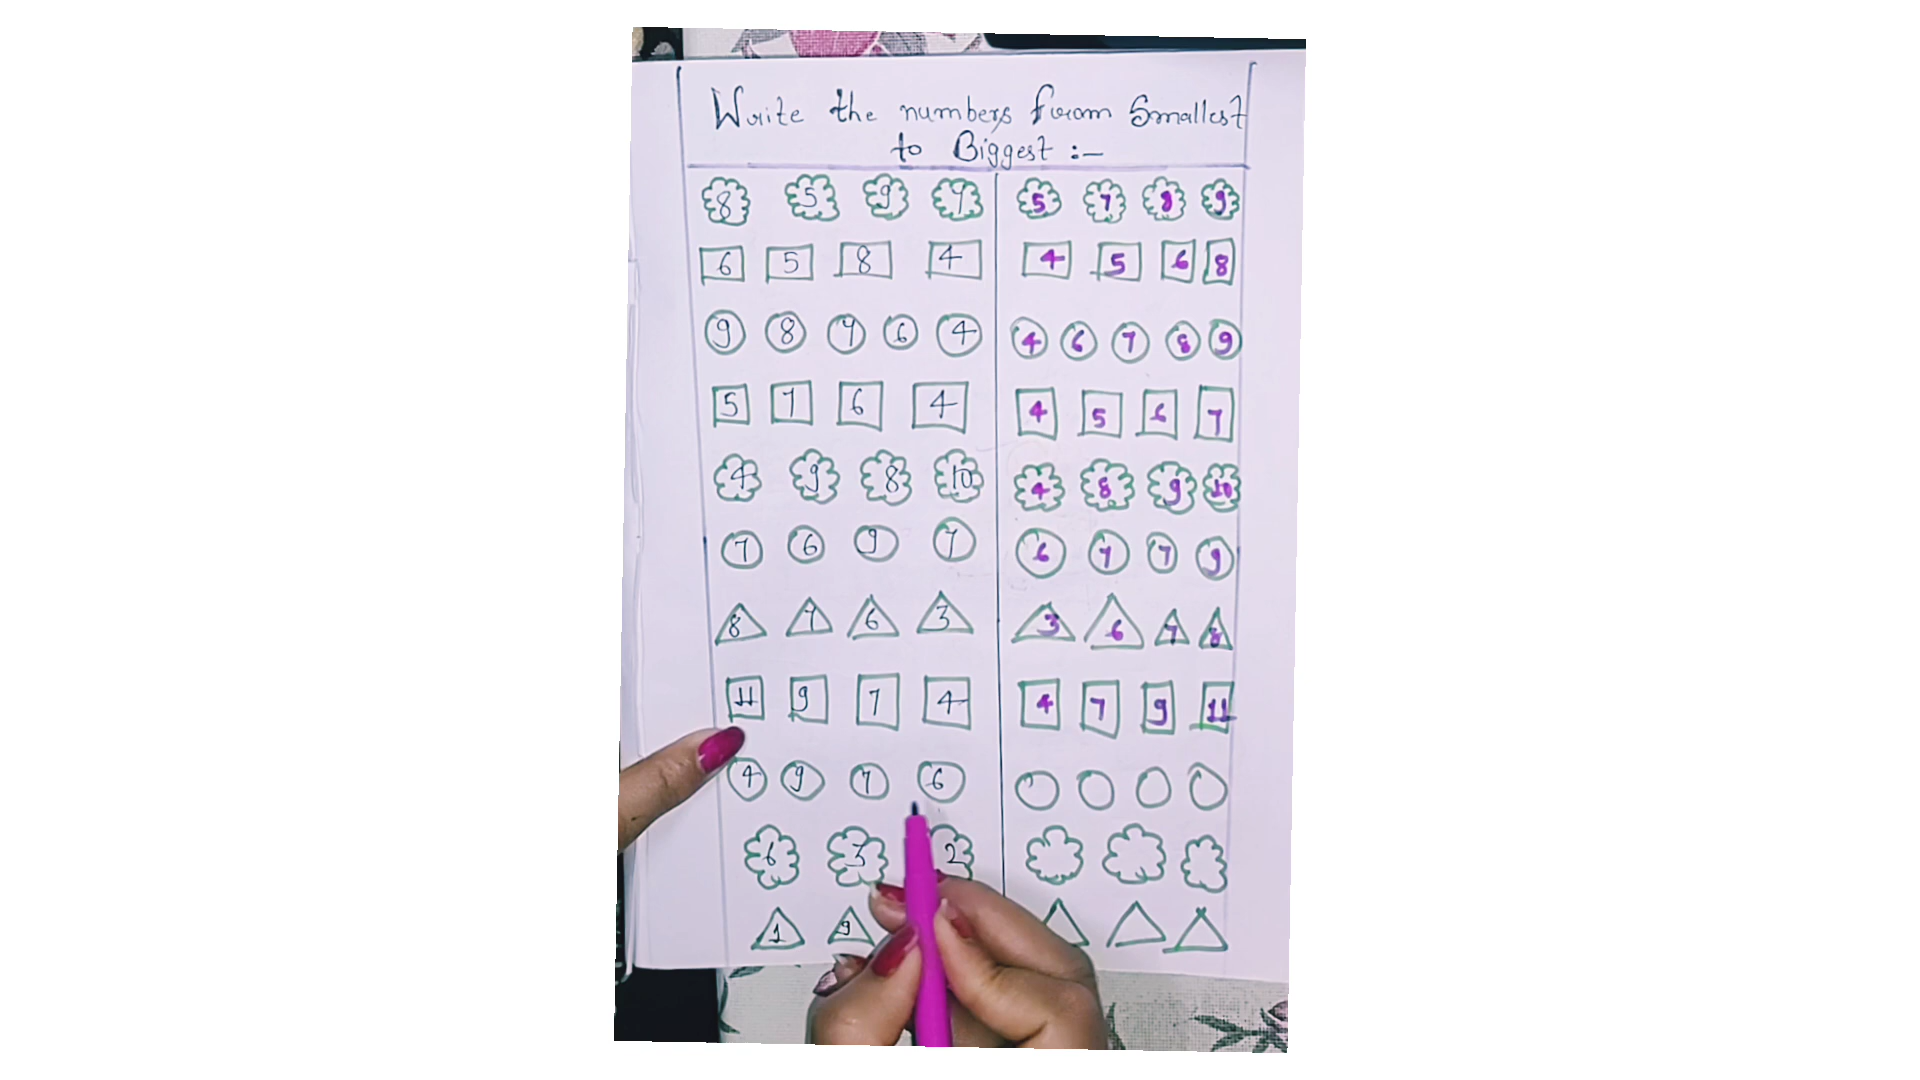 Write the numbers from Smallest
to Biggest :-
8 5 9 7 5 7 8 9
6 5 8 4 4 5 6 8
9 8 7 6 4 4 6 7 8 9
5 7 6 4 4 5 6 7
4 9 8 10 4 8 9 10
7 6 9 7 6 7 7 9
8 7 6 3 3 6 7 8
11 9 7 4 4 7 9 11
4 9 7 6
6 3 2
1 9